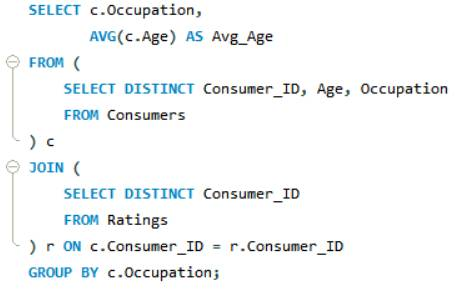 SELECT c.Occupation,
AVG(c.Age) AS Avg_Age
FROM (
SELECT DISTINCT Consumer_ID, Age, Occupation
FROM Consumers
) c
JOIN (
SELECT DISTINCT Consumer_ID
FROM Ratings
) r ON c.Consumer_ID = r.Consumer_ID
GROUP BY c.Occupation;